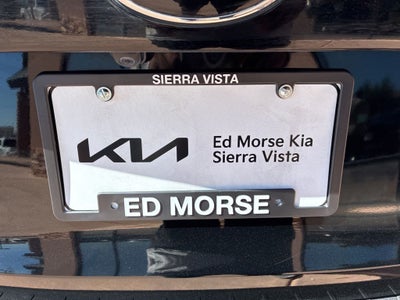 SIERRA VISTA
KIA
Ed Morse Kia
Sierra Vista
ED MORSE